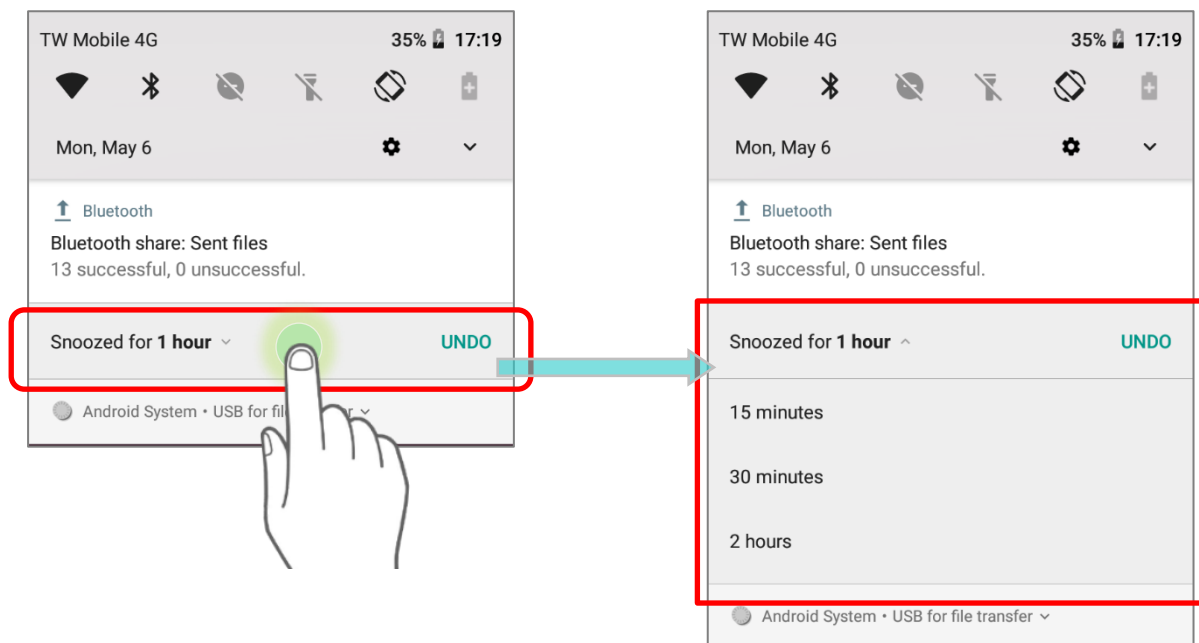 TW Mobile 4G 35% 17:19
Mon, May 6
Bluetooth
Bluetooth share: Sent files
13 successful, 0 unsuccessful.
Snoozed for 1 hour UNDO
Android System • USB for fil r
TW Mobile 4G 35% 17:19
Mon, May 6
Bluetooth
Bluetooth share: Sent files
13 successful, 0 unsuccessful.
Snoozed for 1 hour UNDO
15 minutes
30 minutes
2 hours
Android System • USB for file transfer